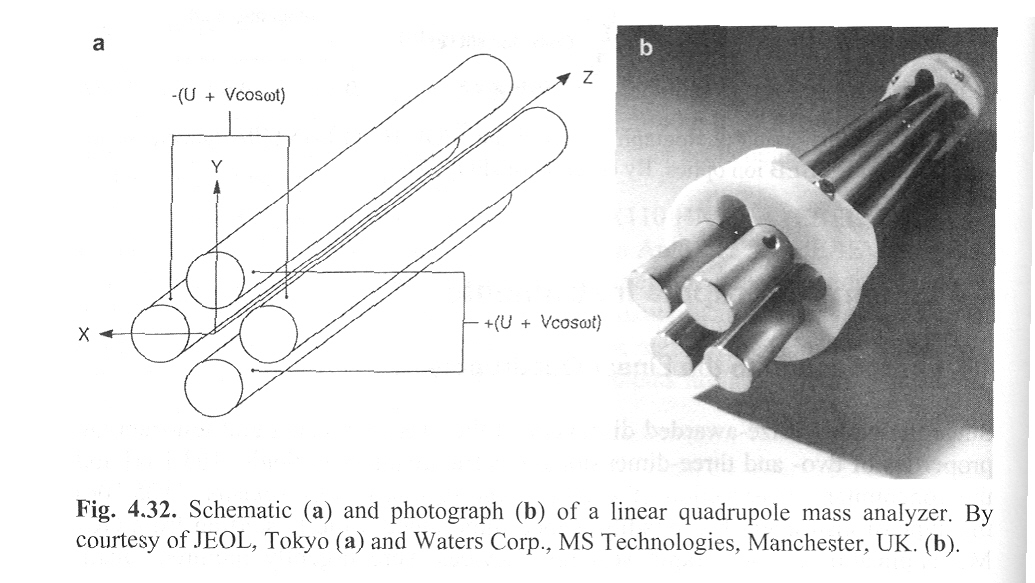 a
b
Z
-(U + Vcosωt)
Y
X
+(U + Vcosωt)
Fig. 4.32. Schematic (a) and photograph (b) of a linear quadrupole mass analyzer. By
courtesy of JEOL, Tokyo (a) and Waters Corp., MS Technologies, Manchester, UK. (b).